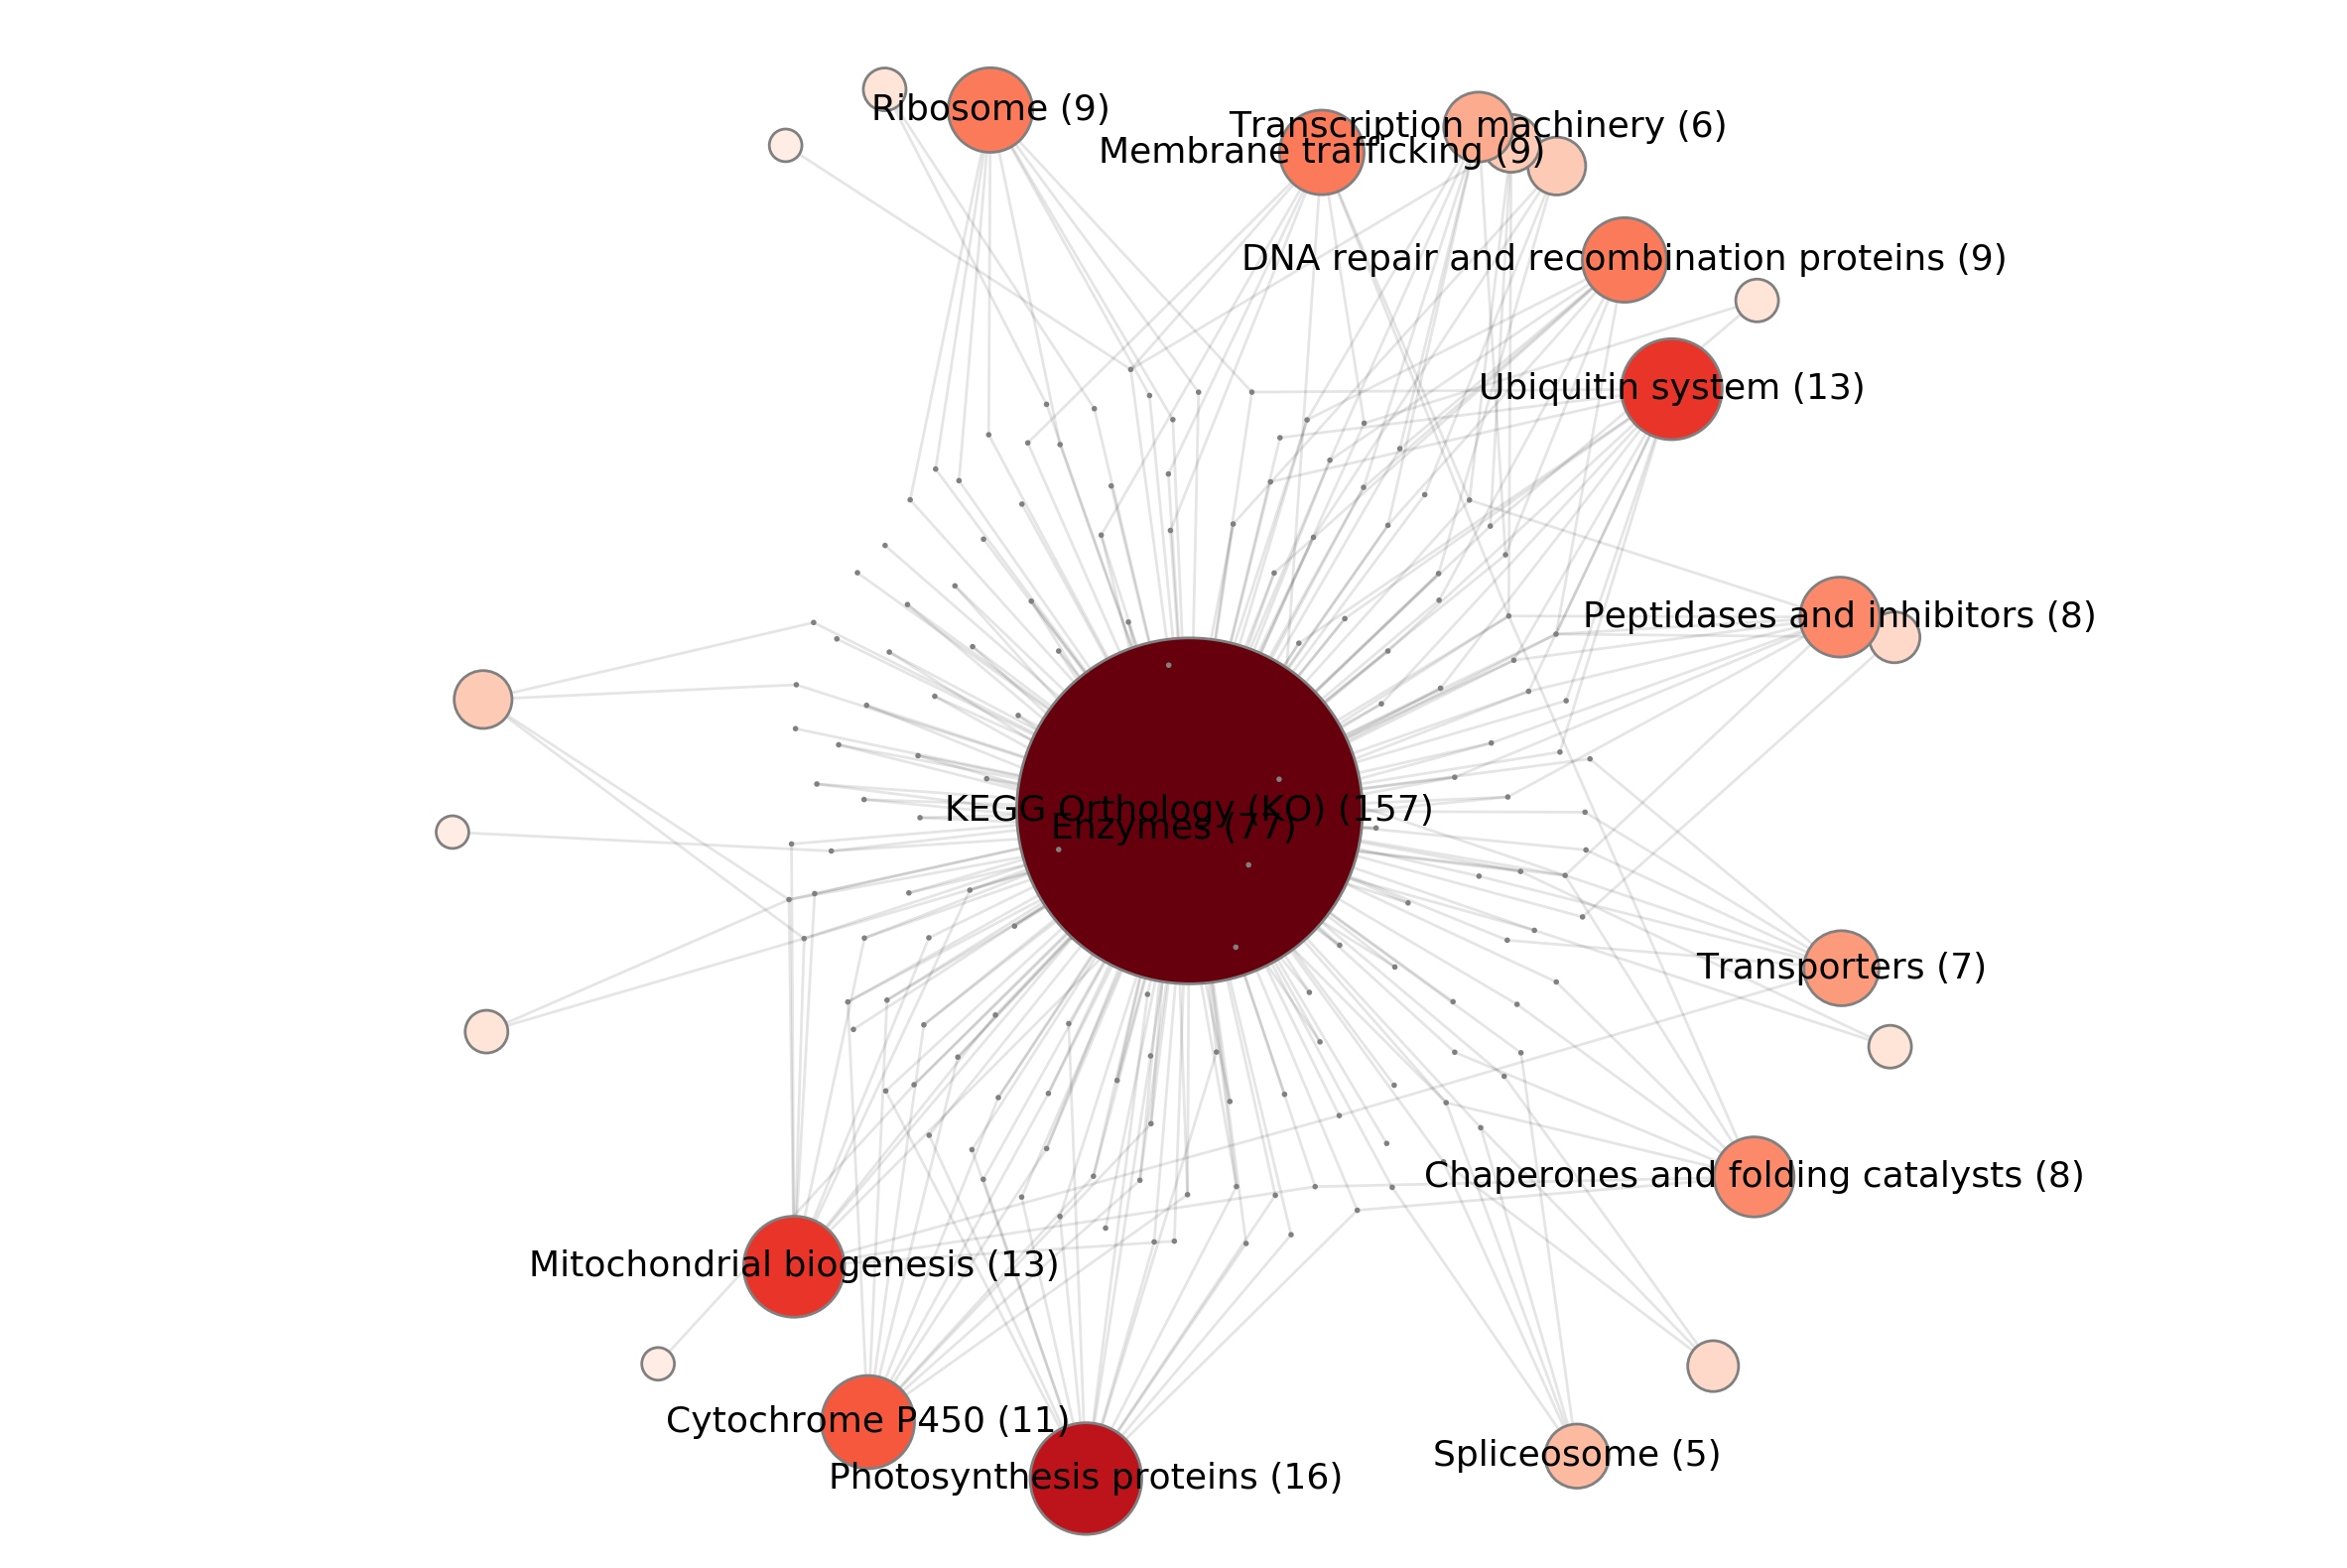 Ribosome (9)
Transcription machinery (6)
Membrane trafficking (9)
DNA repair and recombination proteins (9)
Ubiquitin system (13)
Peptidases and inhibitors (8)
KEGG Orthology (KO) (157)
Enzymes (77)
Transporters (7)
Chaperones and folding catalysts (8)
Mitochondrial biogenesis (13)
Cytochrome P450 (11)
Spliceosome (5)
Photosynthesis proteins (16)